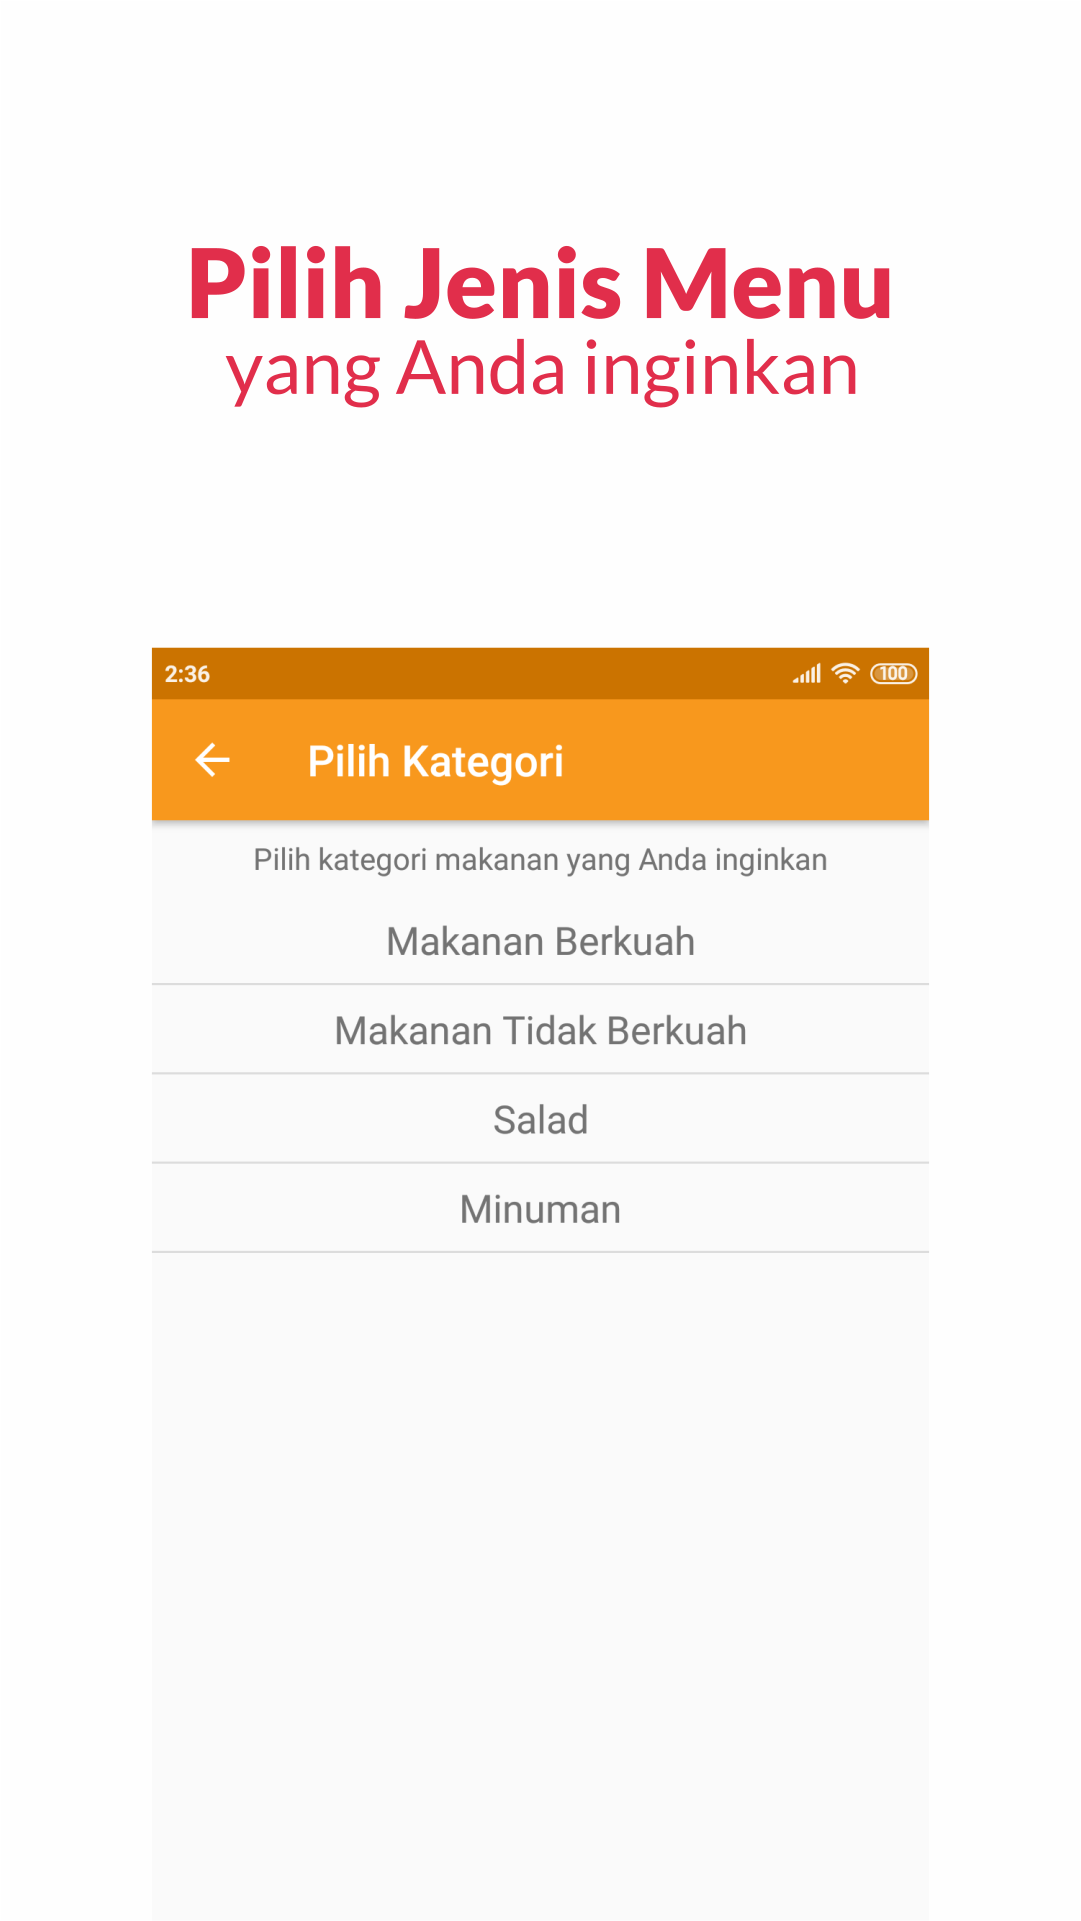 Pilih Jenis Menu
yang Anda inginkan
2:36
100
Pilih Kategori
Pilih kategori makanan yang Anda inginkan
Makanan Berkuah
Makanan Tidak Berkuah
Salad
Minuman